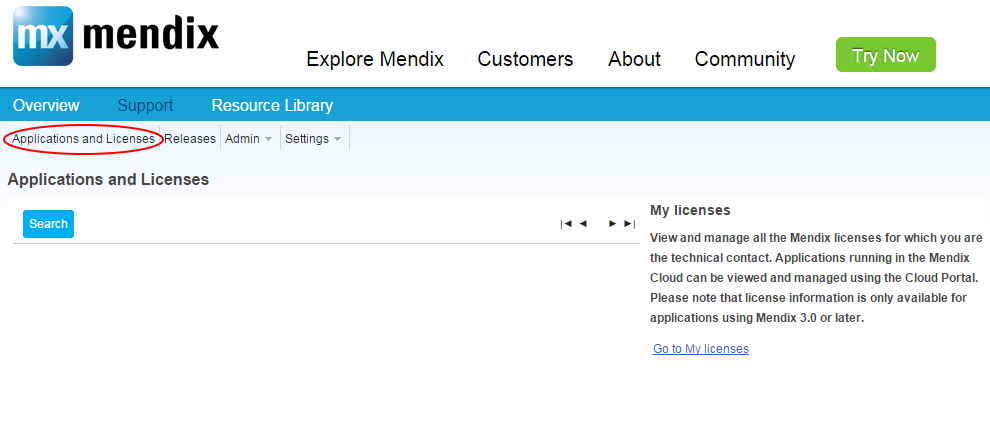 mx mendix
Explore Mendix Customers About Community Try Now
Overview Support Resource Library
Applications and Licenses Releases Admin Settings
Applications and Licenses
Search
My licenses
View and manage all the Mendix licenses for which you are
the technical contact. Applications running in the Mendix
Cloud can be viewed and managed using the Cloud Portal.
Please note that license information is only available for
applications using Mendix 3.0 or later.
Go to My licenses